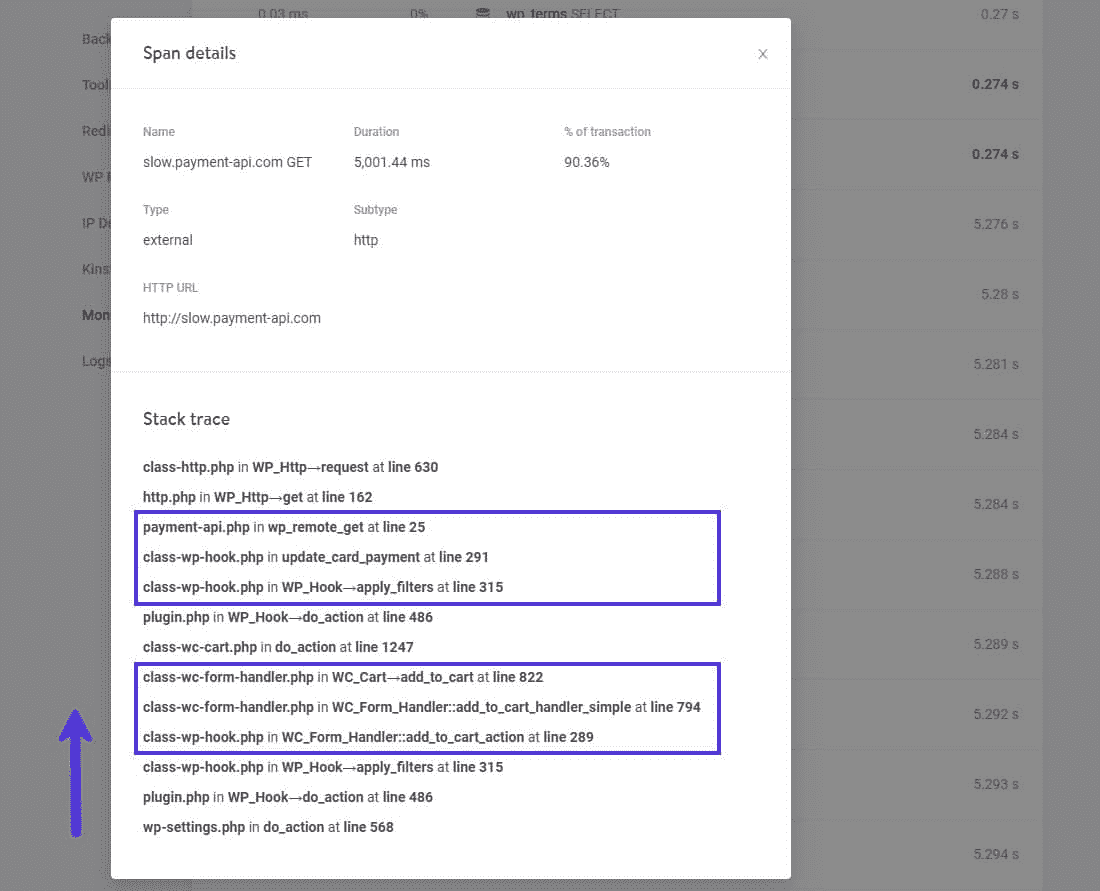 0.03 ms 0% wp_terms SELECT 0.27 s
Span details
Back
0.274 s
Name Duration % of transaction
slow.payment-api.com GET 5,001.44 ms 90.36%
0.274 s
Type Subtype
5.276 s
external http
HTTP URL
5.28 s
http://slow.payment-api.com
Logs
5.281 s
Stack trace
5.284 s
class-http.php in WP_Http→request at line 630
http.php in WP_Http→get at line 162
5.284 s
payment-api.php in wp_remote_get at line 25
class-wp-hook.php in update_card_payment at line 291
5.288 s
class-wp-hook.php in WP_Hook→apply_filters at line 315
plugin.php in WP_Hook→do_action at line 486
class-wc-cart.php in do_action at line 1247
5.289 s
class-wc-form-handler.php in WC_Cart→add_to_cart at line 822
class-wc-form-handler.php in WC_Form_Handler::add_to_cart_handler_simple at line 794
5.292 s
class-wp-hook.php in WC_Form_Handler::add_to_cart_action at line 289
class-wp-hook.php in WP_Hook→apply_filters at line 315
5.293 s
plugin.php in WP_Hook→do_action at line 486
wp-settings.php in do_action at line 568
5.294 s